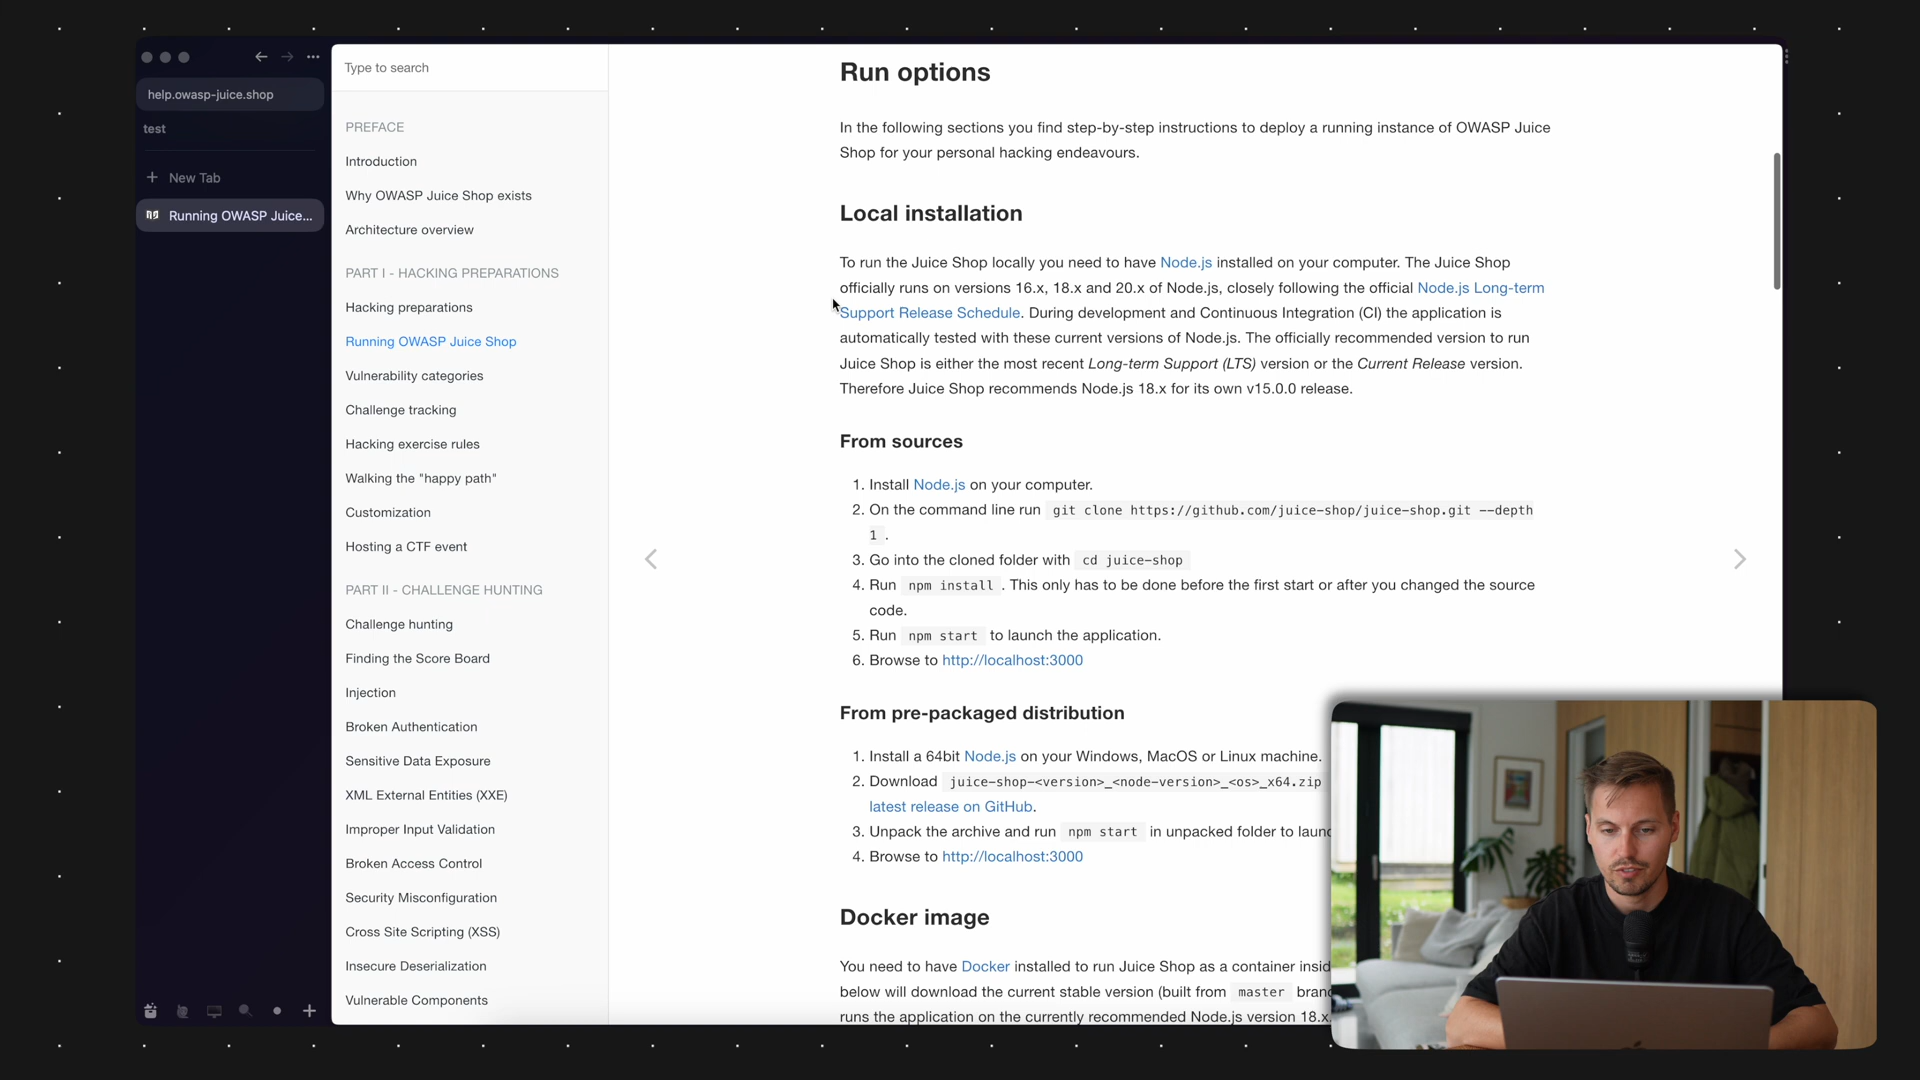 help.owasp-juice.shop
test
New Tab
Running OWASP Juice...
Type to search
PREFACE
Introduction
Why OWASP Juice Shop exists
Architecture overview
PART I - HACKING PREPARATIONS
Hacking preparations
Running OWASP Juice Shop
Vulnerability categories
Challenge tracking
Hacking exercise rules
Walking the "happy path"
Customization
Hosting a CTF event
PART II - CHALLENGE HUNTING
Challenge hunting
Finding the Score Board
Injection
Broken Authentication
Sensitive Data Exposure
XML External Entities (XXE)
Improper Input Validation
Broken Access Control
Security Misconfiguration
Cross Site Scripting (XSS)
Insecure Deserialization
Vulnerable Components
Run options
In the following sections you find step-by-step instructions to deploy a running instance of OWASP Juice
Shop for your personal hacking endeavours.
Local installation
To run the Juice Shop locally you need to have Node.js installed on your computer. The Juice Shop
officially runs on versions 16.x, 18.x and 20.x of Node.js, closely following the official Node.js Long-term
Support Release Schedule. During development and Continuous Integration (CI) the application is
automatically tested with these current versions of Node.js. The officially recommended version to run
Juice Shop is either the most recent Long-term Support (LTS) version or the Current Release version.
Therefore Juice Shop recommends Node.js 18.x for its own v15.0.0 release.
From sources
1. Install Node.js on your computer.
2. On the command line run git clone https://github.com/juice-shop/juice-shop.git --depth
1 .
3. Go into the cloned folder with cd juice-shop
4. Run npm install . This only has to be done before the first start or after you changed the source
code.
5. Run npm start to launch the application.
6. Browse to http://localhost:3000
From pre-packaged distribution
1. Install a 64bit Node.js on your Windows, MacOS or Linux machine.
2. Download juice-shop-<version>_<node-version>_<os>_x64.zip
latest release on GitHub.
3. Unpack the archive and run npm start in unpacked folder to launc
4. Browse to http://localhost:3000
Docker image
You need to have Docker installed to run Juice Shop as a container insid
below will download the current stable version (built from master bran
runs the application on the currently recommended Node.js version 18.x